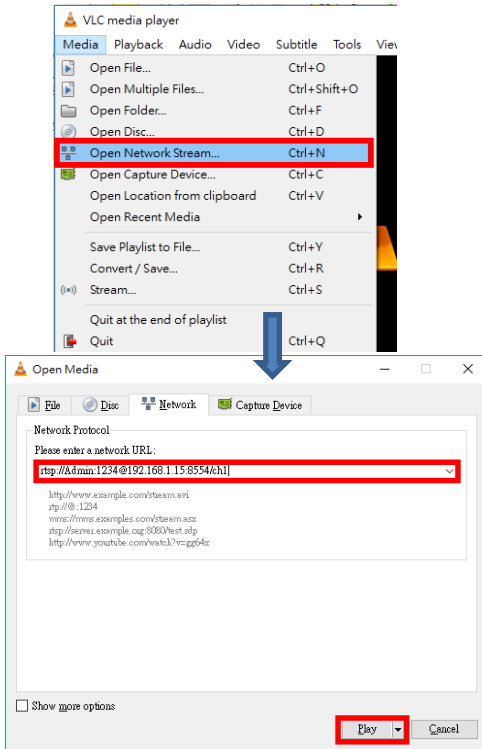 VLC media player
Media Playback Audio Video Subtitle Tools View
Open File... Ctrl+O
Open Multiple Files... Ctrl+Shift+O
Open Folder... Ctrl+F
Open Disc... Ctrl+D
Open Network Stream... Ctrl+N
Open Capture Device... Ctrl+C
Open Location from clipboard Ctrl+V
Open Recent Media
Save Playlist to File... Ctrl+Y
Convert / Save... Ctrl+R
Stream... Ctrl+S
Quit at the end of playlist
Quit Ctrl+Q
Open Media
File Disc Network Capture Device
Network Protocol
Please enter a network URL:
rtsp://Admin:1234@192.168.1.15:8554/ch1
http://www.example.com/stream.avi
rtp://@:1234
mms://mms.examples.com/stream.asx
rtsp://server.example.org:8080/test.sdp
http://www.yourtube.com/watch?v=gg64x
Show more options
Play Cancel